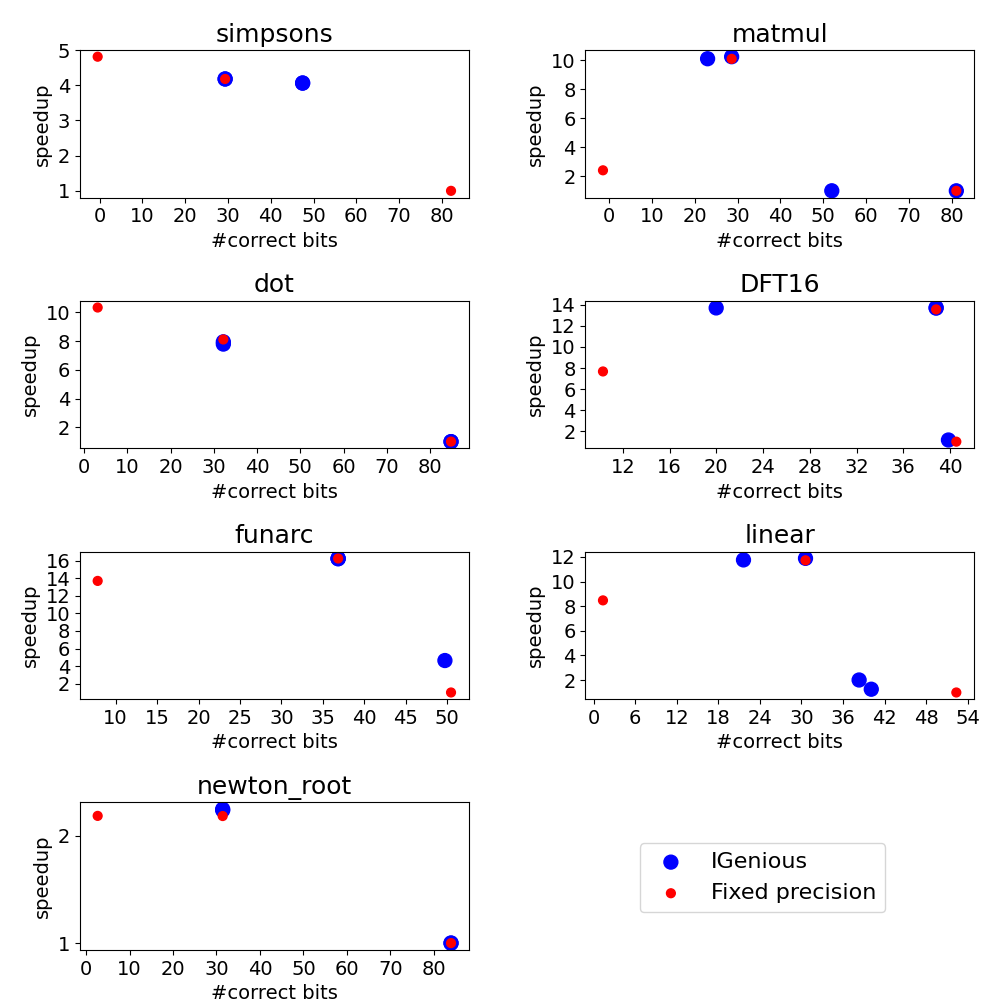 simpsons
5
4
3
2
1
speedup
0 10 20 30 40 50 60 70 80
#correct bits
matmul
10
8
6
4
2
speedup
0 10 20 30 40 50 60 70 80
#correct bits
dot
10
8
6
4
2
speedup
0 10 20 30 40 50 60 70 80
#correct bits
DFT16
14
12
10
8
6
4
2
speedup
12 16 20 24 28 32 36 40
#correct bits
funarc
16
14
12
10
8
6
4
2
speedup
10 15 20 25 30 35 40 45 50
#correct bits
linear
12
10
8
6
4
2
speedup
0 6 12 18 24 30 36 42 48 54
#correct bits
newton_root
2
1
speedup
0 10 20 30 40 50 60 70 80
#correct bits
IGenious
Fixed precision